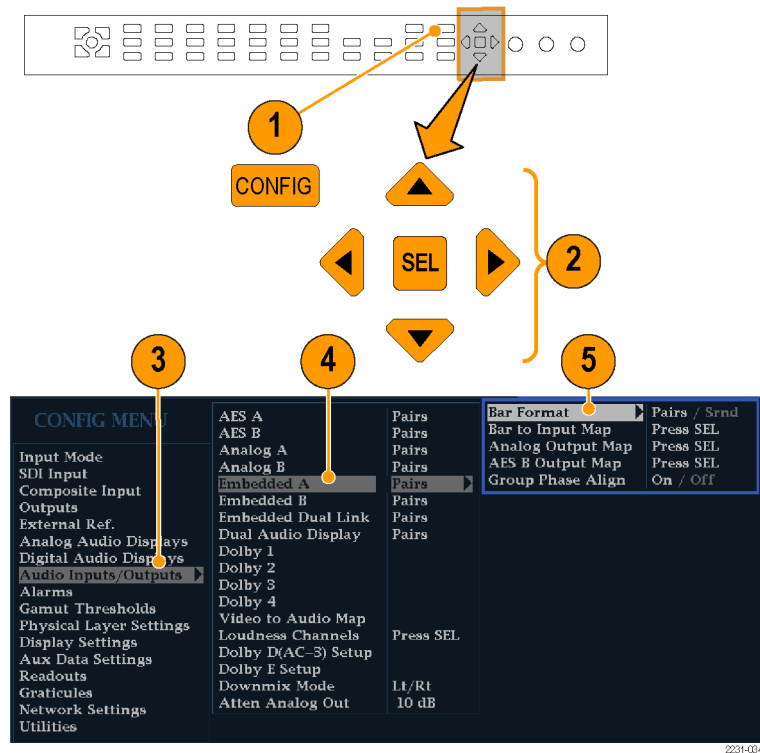 1
CONFIG
SEL
2
3
4
5
CONFIG MENU
Input Mode
SDI Input
Composite Input
Outputs
External Ref.
Analog Audio Displays
Digital Audio Displays
Audio Inputs/Outputs
Alarms
Gamut Thresholds
Physical Layer Settings
Display Settings
Aux Data Settings
Readouts
Graticules
Network Settings
Utilities
AES A Pairs
AES B Pairs
Analog A Pairs
Analog B Pairs
Embedded A Pairs
Embedded B Pairs
Embedded Dual Link Pairs
Dual Audio Display Pairs
Dolby 1
Dolby 2
Dolby 3
Dolby 4
Video to Audio Map
Loudness Channels Press SEL
Dolby D(AC-3) Setup
Dolby E Setup
Downmix Mode Lt/Rt
Atten Analog Out 10 dB
Bar Format Pairs / Srnd
Bar to Input Map Press SEL
Analog Output Map Press SEL
AES B Output Map Press SEL
Group Phase Align On / Off